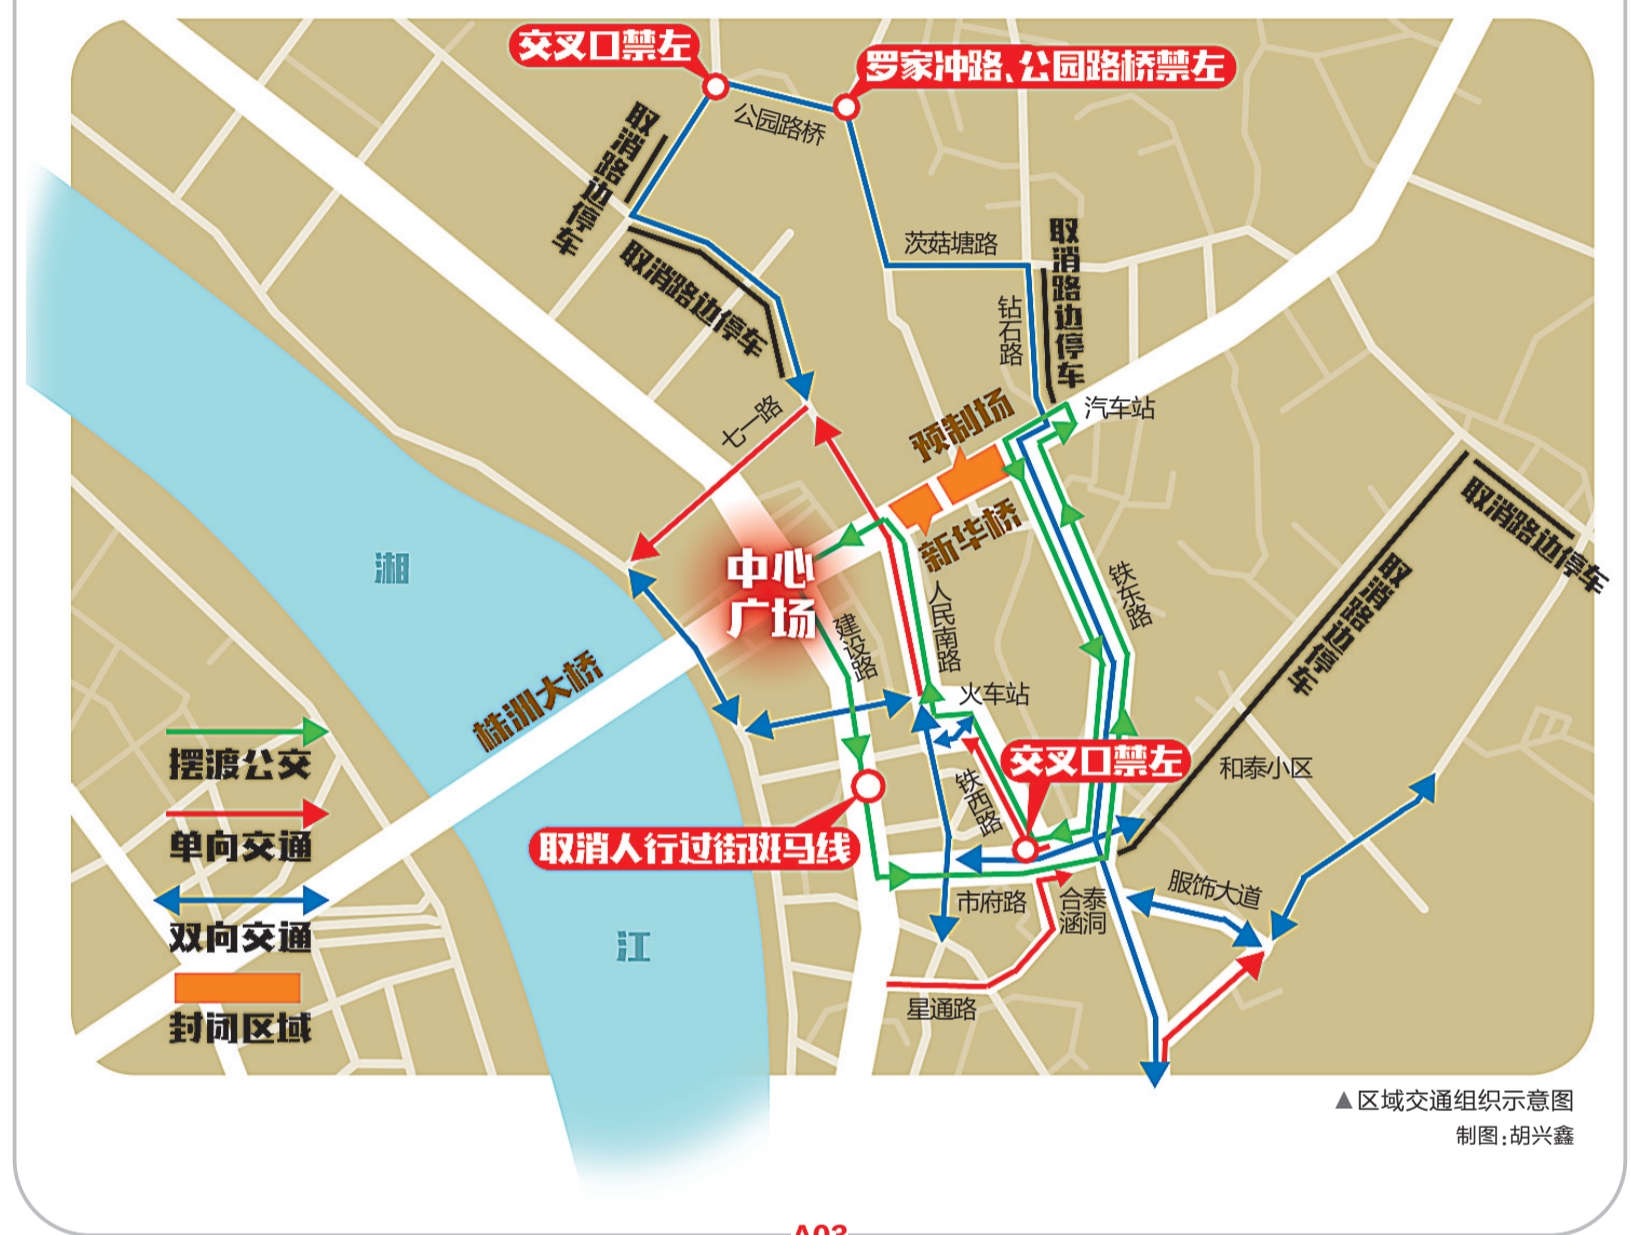 交叉口禁左
罗家冲路、公园路桥禁左
公园路桥
取消路边停车
取消路边停车
茨菇塘路
取消路边停车
钻石路
汽车站
七一路
预制场
新华桥
取消路边停车
取消路边停车
湘
中心
广场
人民南路
铁东路
建设路
株洲大桥
火车站
交叉口禁左
和泰小区
铁西路
取消人行过街斑马线
市府路
合泰
涵洞
服饰大道
江
星通路
摆渡公交
单向交通
双向交通
封闭区域
▲区域交通组织示意图
制图:胡兴鑫
A03